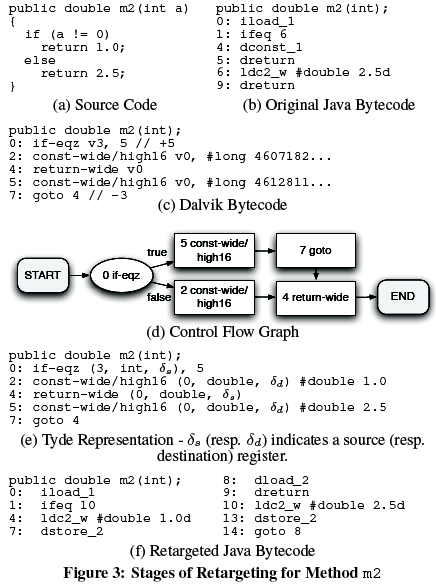 public double m2(int a)
{
if (a != 0)
return 1.0;
else
return 2.5;
}
(a) Source Code
public double m2(int);
0: iload_1
1: ifeq 6
4: dconst_1
5: dreturn
6: ldc2_w #double 2.5d
9: dreturn
(b) Original Java Bytecode
public double m2(int);
0: if-eqz v3, 5 // +5
2: const-wide/high16 v0, #long 4607182...
4: return-wide v0
5: const-wide/high16 v0, #long 4612811...
7: goto 4 // -3
(c) Dalvik Bytecode
START
0 if-eqz
true
false
5 const-wide/
high16
7 goto
2 const-wide/
high16
4 return-wide
END
(d) Control Flow Graph
public double m2(int);
0: if-eqz (3, int, δs), 5
2: const-wide/high16 (0, double, δd) #double 1.0
4: return-wide (0, double, δs)
5: const-wide/high16 (0, double, δd) #double 2.5
7: goto 4
(e) Tyde Representation - δs (resp. δd) indicates a source (resp.
destination) register.
public double m2(int);
0: iload_1
1: ifeq 10
4: ldc2_w #double 1.0d
7: dstore_2
8: dload_2
9: dreturn
10: ldc2_w #double 2.5d
13: dstore_2
14: goto 8
(f) Retargeted Java Bytecode
Figure 3: Stages of Retargeting for Method m2